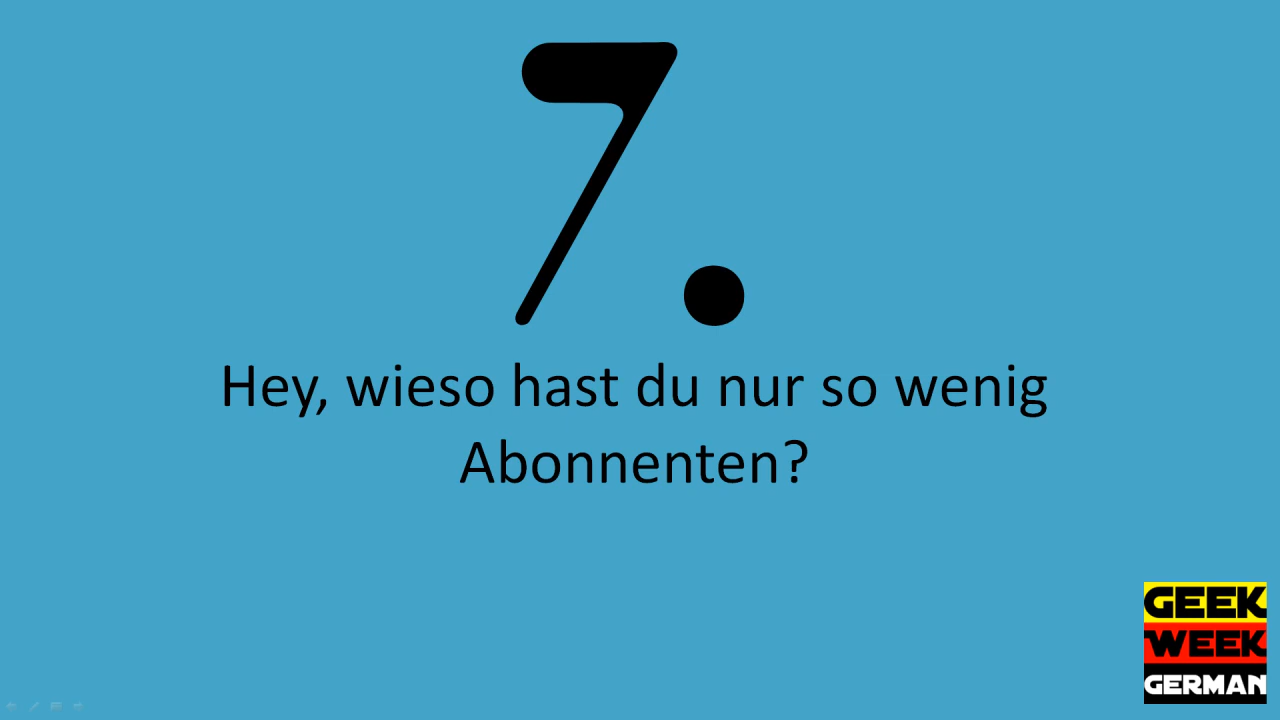 7.
Hey, wieso hast du nur so wenig
Abonnenten?
GEEK
WEEK
GERMAN